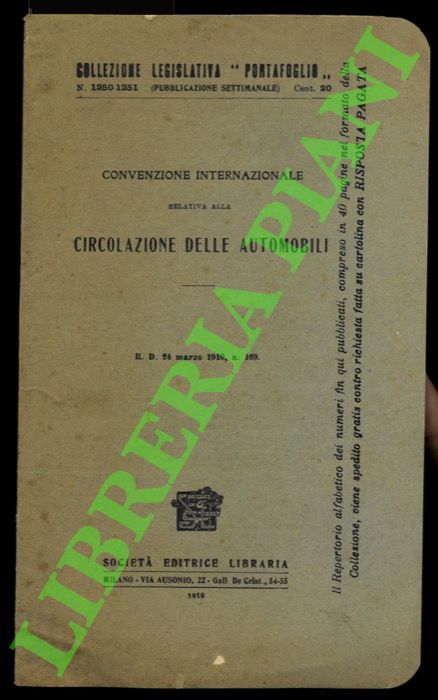 COLLEZIONE LEGISLATIVA " PORTAFOGLIO „
N. 1250-1251 (PUBBLICAZIONE SETTIMANALE) Cent. 20
CONVENZIONE INTERNAZIONALE
RELATIVA ALLA
CIRCOLAZIONE DELLE AUTOMOBILI
R. D. 24 marzo 1910, n. 169.
SOCIETÀ EDITRICE LIBRARIA
MILANO - VIA AUSONIO, 22 - Gall De Crist., 54-55
1910
Il Repertorio alfabetico dei numeri fin qui pubblicati, compreso in 40 pagine nel formato della
Collezione, viene spedito gratis contro richiesta fatta su cartolina con RISPOSTA PAGATA
LIBRERIA PIANI